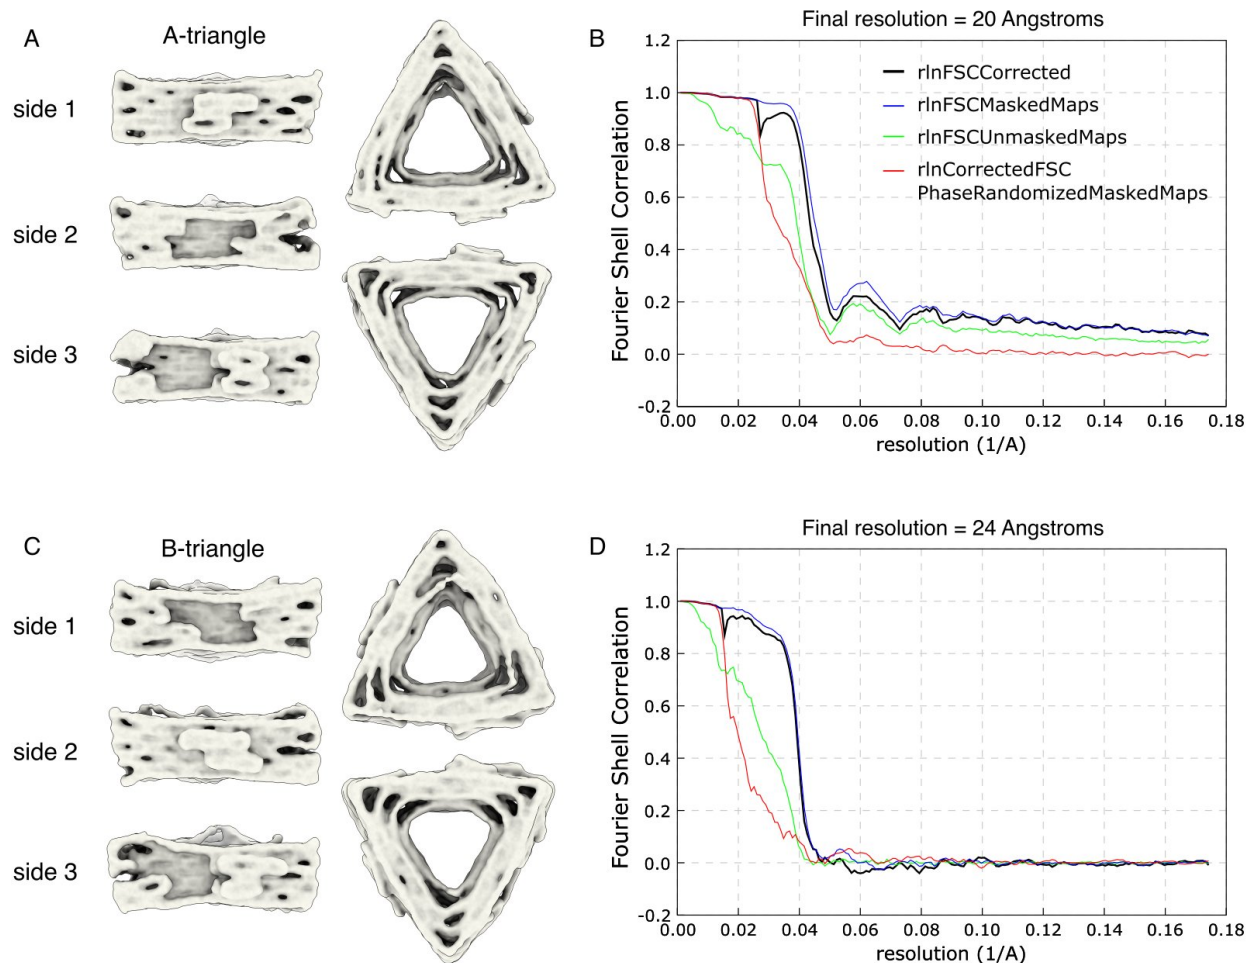 A
A-triangle
side 1
side 2
side 3
B
Final resolution = 20 Angstroms
Fourier Shell Correlation
1.2
1.0
0.8
0.6
0.4
0.2
0.0
-0.2
rlnFSCCorrected
rlnFSCMaskedMaps
rlnFSCUnmaskedMaps
rlnCorrectedFSC
PhaseRandomizedMaskedMaps
0.00 0.02 0.04 0.06 0.08 0.10 0.12 0.14 0.16 0.18
resolution (1/A)
C
B-triangle
side 1
side 2
side 3
D
Final resolution = 24 Angstroms
Fourier Shell Correlation
1.2
1.0
0.8
0.6
0.4
0.2
0.0
-0.2
0.00 0.02 0.04 0.06 0.08 0.10 0.12 0.14 0.16 0.18
resolution (1/A)